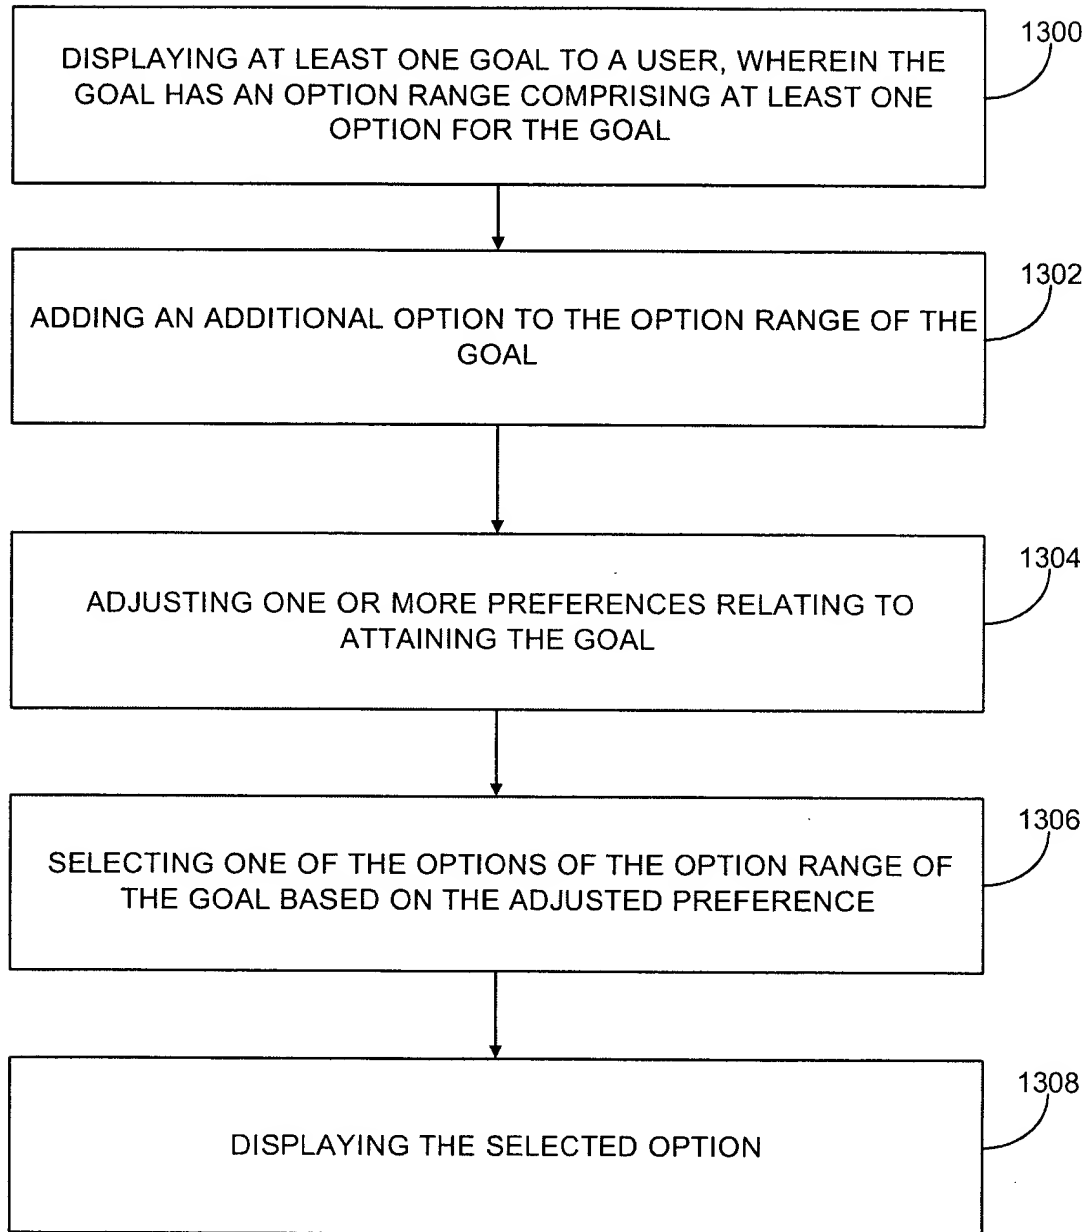 1300
DISPLAYING AT LEAST ONE GOAL TO A USER, WHEREIN THE
GOAL HAS AN OPTION RANGE COMPRISING AT LEAST ONE
OPTION FOR THE GOAL
1302
ADDING AN ADDITIONAL OPTION TO THE OPTION RANGE OF THE
GOAL
1304
ADJUSTING ONE OR MORE PREFERENCES RELATING TO
ATTAINING THE GOAL
1306
SELECTING ONE OF THE OPTIONS OF THE OPTION RANGE OF
THE GOAL BASED ON THE ADJUSTED PREFERENCE
1308
DISPLAYING THE SELECTED OPTION